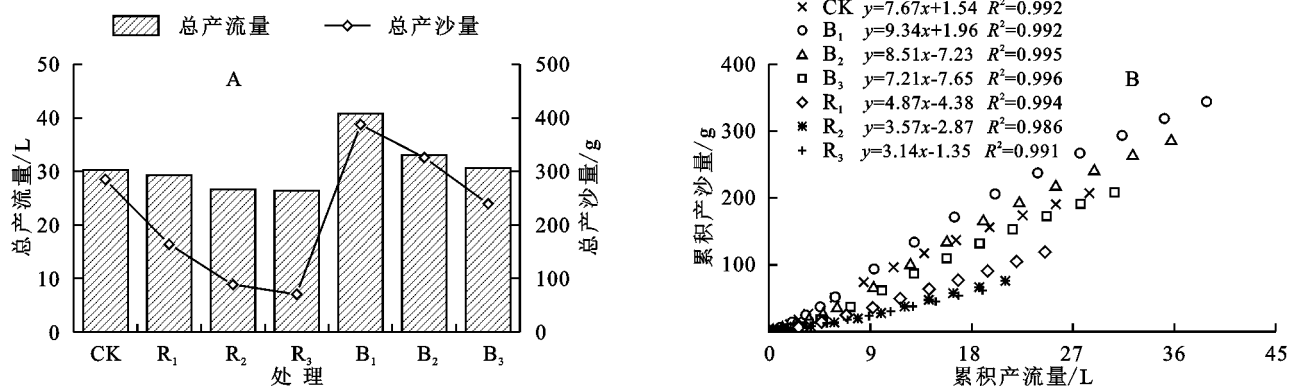 总产流量 总产沙量
A
总产流量/L
50
40
30
20
10
0
总产沙量/g
500
400
300
200
100
0
CK R₁ R₂ R₃ B₁ B₂ B₃
处理
CK y=7.67x+1.54 R²=0.992
B₁ y=9.34x+1.96 R²=0.992
B₂ y=8.51x-7.23 R²=0.995
B₃ y=7.21x-7.65 R²=0.996
R₁ y=4.87x-4.38 R²=0.994
R₂ y=3.57x-2.87 R²=0.986
R₃ y=3.14x-1.35 R²=0.991
B
累积产沙量/g
400
300
200
100
0 9 18 27 36 45
累积产流量/L